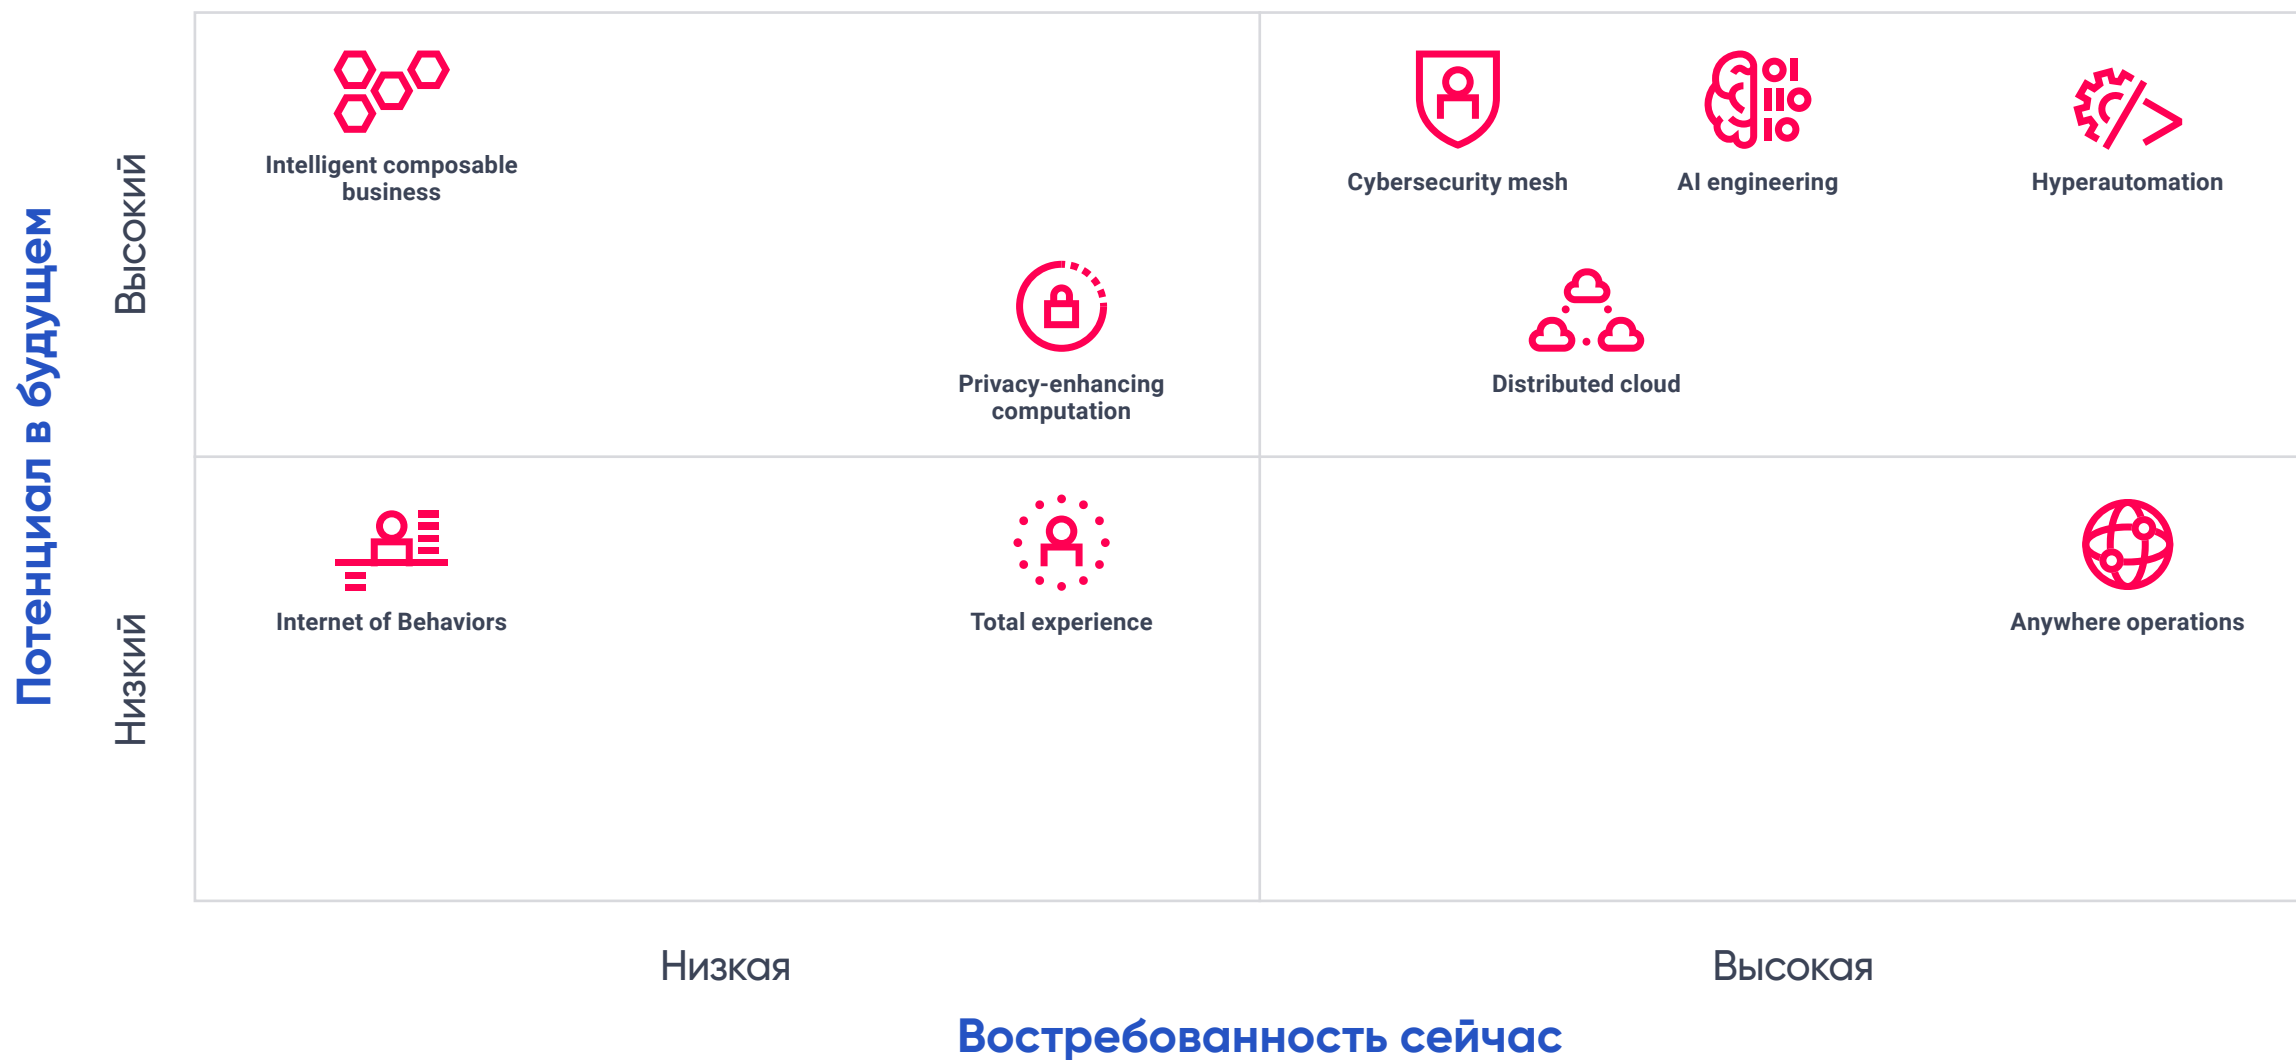 Потенциал в будущем
Высокий
Intelligent composable
business
Cybersecurity mesh
AI engineering
Hyperautomation
Privacy-enhancing
computation
Distributed cloud
Низкий
Internet of Behaviors
Total experience
Anywhere operations
Низкая
Высокая
Востребованность сейчас